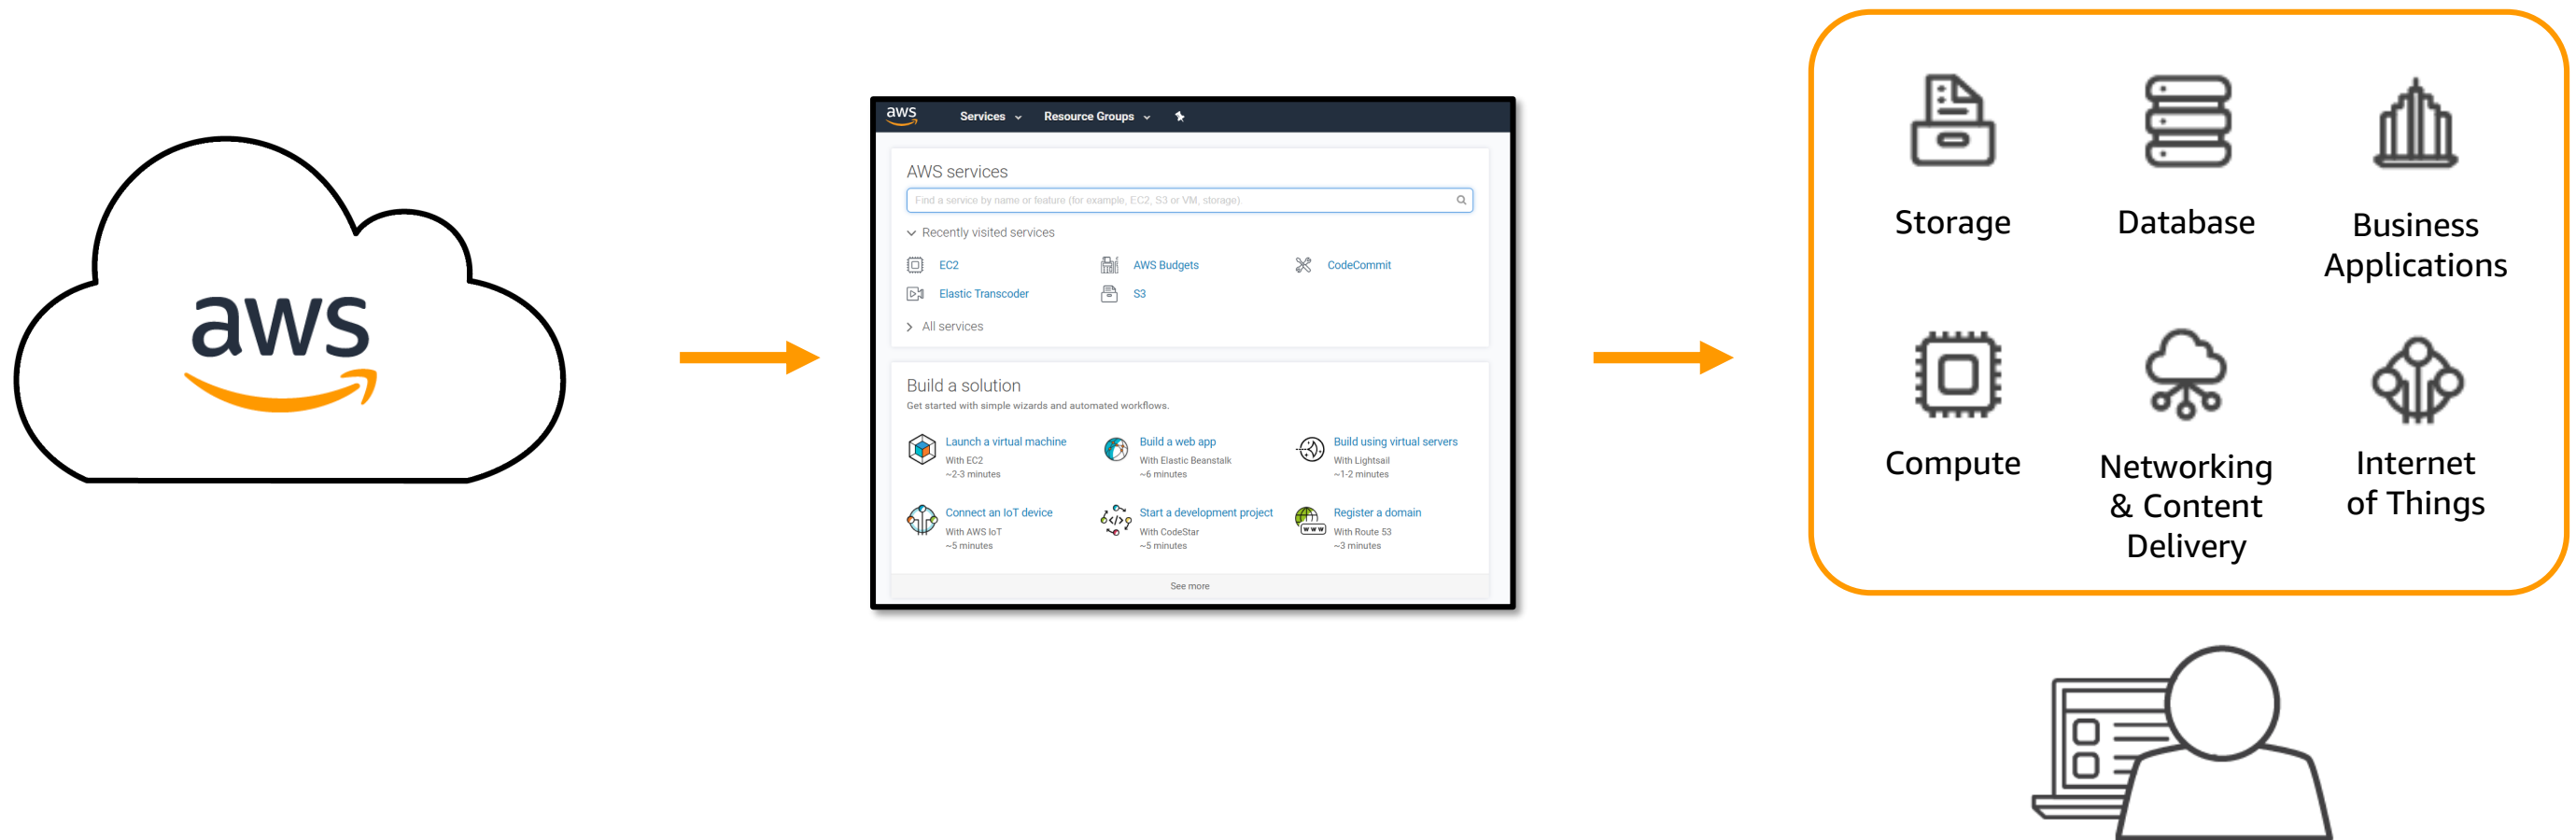 aws
aws
Services
Resource Groups
AWS services
Find a service by name or feature (for example, EC2, S3 or VM, storage).
Recently visited services
EC2
AWS Budgets
CodeCommit
Elastic Transcoder
S3
All services
Build a solution
Get started with simple wizards and automated workflows.
Launch a virtual machine
With EC2
~2-3 minutes
Build a web app
With Elastic Beanstalk
~6 minutes
Build using virtual servers
With Lightsail
~1-2 minutes
Connect an IoT device
With AWS IoT
~5 minutes
Start a development project
With CodeStar
~5 minutes
Register a domain
www
With Route 53
~3 minutes
See more
Storage
Database
Business
Applications
Compute
Networking
& Content
Delivery
Internet
of Things